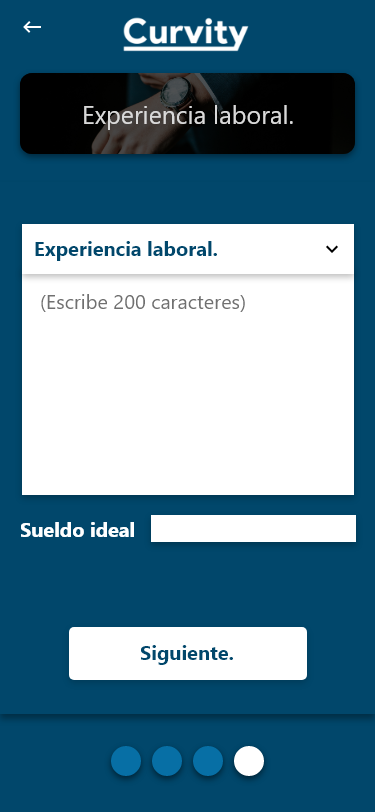 Curvity
Experiencia laboral.
Experiencia laboral.
(Escribe 200 caracteres)
Sueldo ideal
Siguiente.